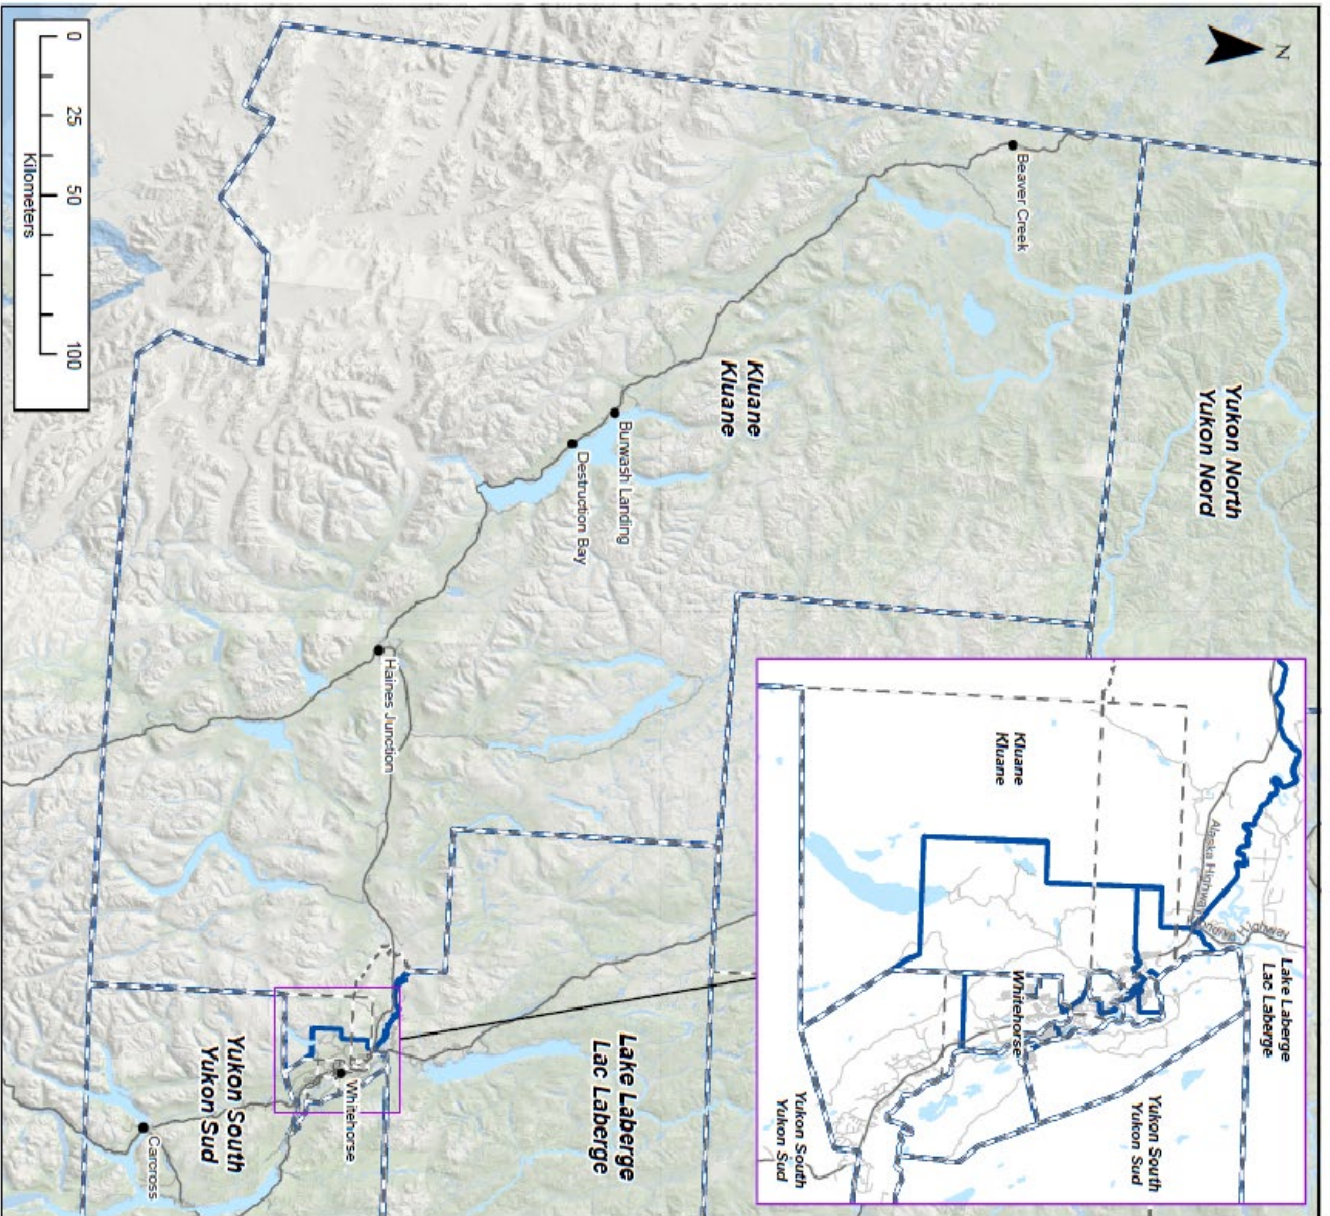 N
Beaver Creek
Yukon North
Yukon Nord
Kluane
Kluane
Burwash Landing
Destruction Bay
Haines Junction
Lake Laberge
Lac Laberge
Whitehorse
Yukon South
Yukon Sud
Carcross
Kluane
Kluane
Alaska Highway
Highway
Lake Laberge
Lac Laberge
Whitehorse
Yukon South
Yukon Sud
Yukon South
Yukon Sud
0 25 50 100
Kilometers